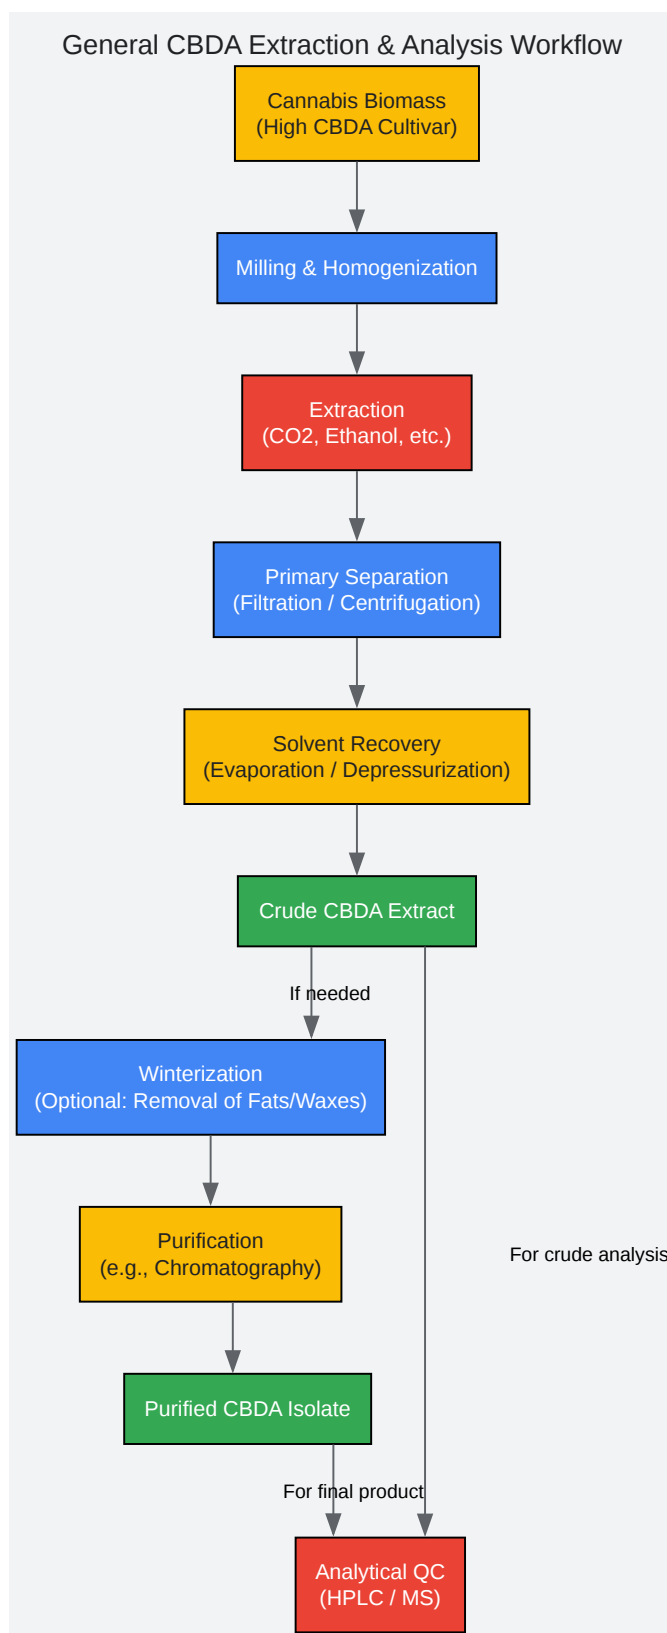 General CBDA Extraction & Analysis Workflow
Cannabis Biomass
(High CBDA Cultivar)
Milling & Homogenization
Extraction
(CO2, Ethanol, etc.)
Primary Separation
(Filtration / Centrifugation)
Solvent Recovery
(Evaporation / Depressurization)
Crude CBDA Extract
If needed
Winterization
(Optional: Removal of Fats/Waxes)
Purification
(e.g., Chromatography)
For crude analysis
Purified CBDA Isolate
For final product
Analytical QC
(HPLC / MS)